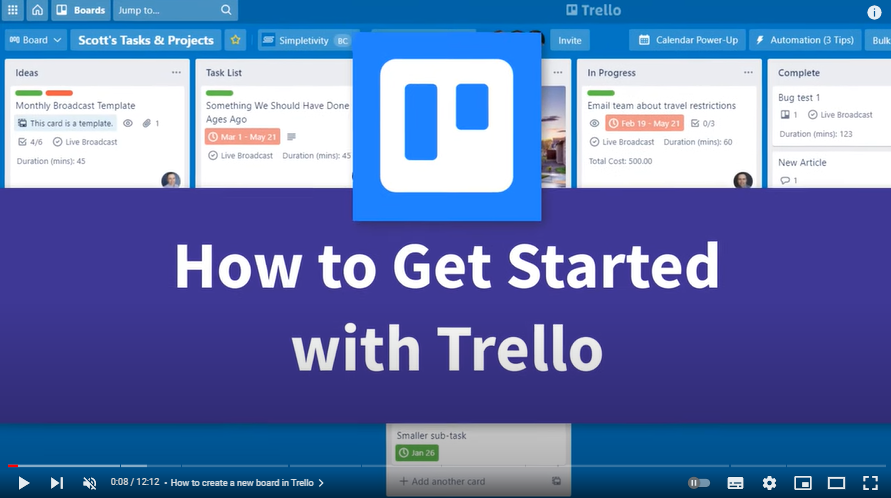 Boards
Jump to...
Trello
Board
Scott's Tasks & Projects
Simpletivity
BC
Invite
Calendar Power-Up
Automation (3 Tips)
Bulk
Ideas
Monthly Broadcast Template
This card is a template.
1
4/6
Live Broadcast
Duration (mins): 45
Task List
Something We Should Have Done
Ages Ago
Mar 1 - May 21
Live Broadcast
Duration (mins): 45
In Progress
Email team about travel restrictions
Feb 19 - May 21
0/3
Live Broadcast
Duration (mins): 60
Total Cost: 500.00
Complete
Bug test 1
1
Live Broadcast
Duration (mins): 123
New Article
1
How to Get Started
with Trello
Smaller sub-task
Jan 26
+ Add another card
0:08 / 12:12 • How to create a new board in Trello